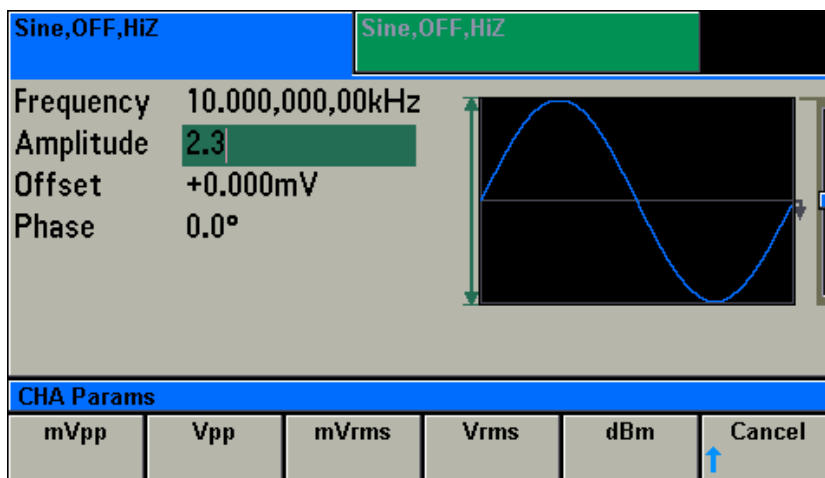 Sine,OFF,HiZ
Sine,OFF,HiZ
Frequency 10.000,000,00kHz
Amplitude 2.3
Offset +0.000mV
Phase 0.0°
CHA Params
mVpp Vpp mVrms Vrms dBm Cancel